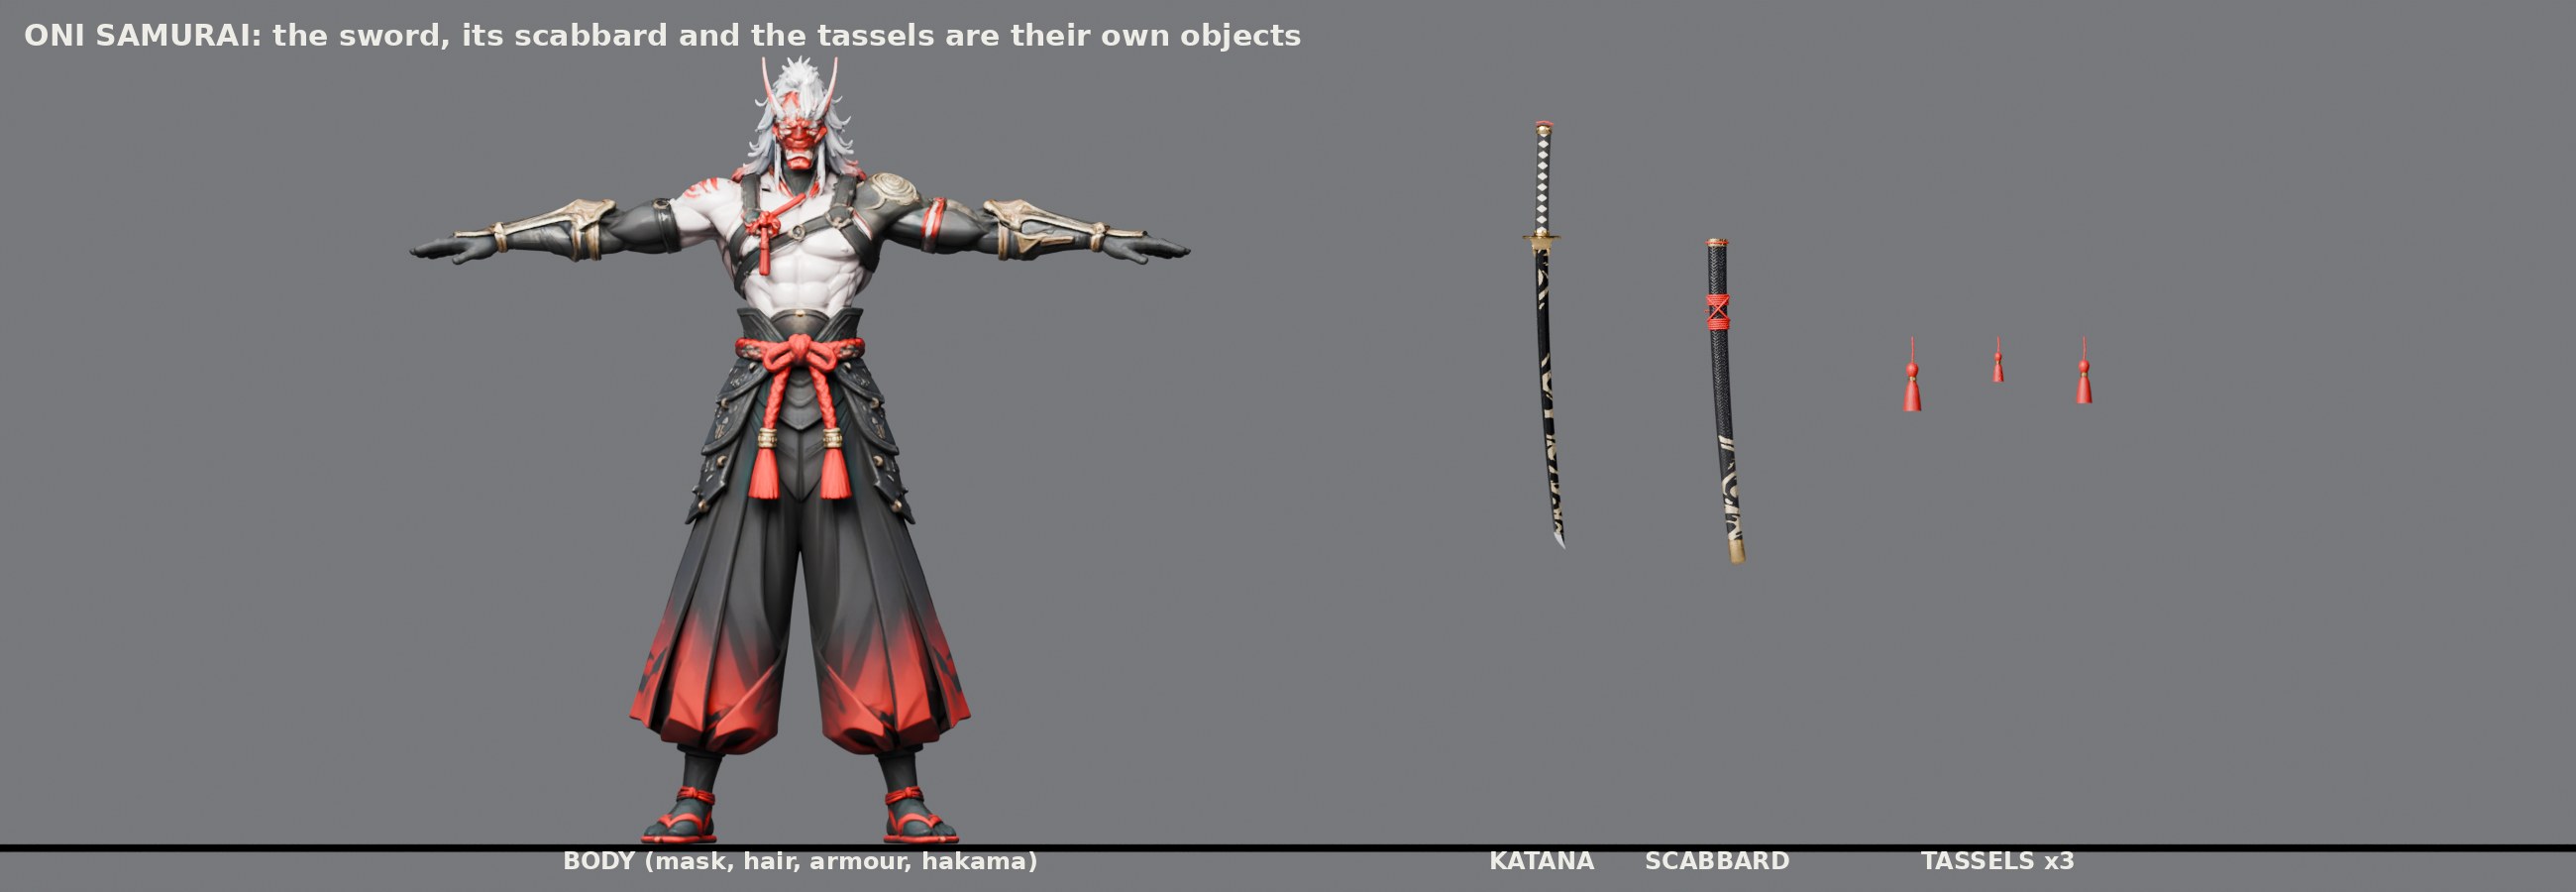 ONI SAMURAI: the sword, its scabbard and the tassels are their own objects
BODY (mask, hair, armour, hakama)
KATANA
SCABBARD
TASSELS x3